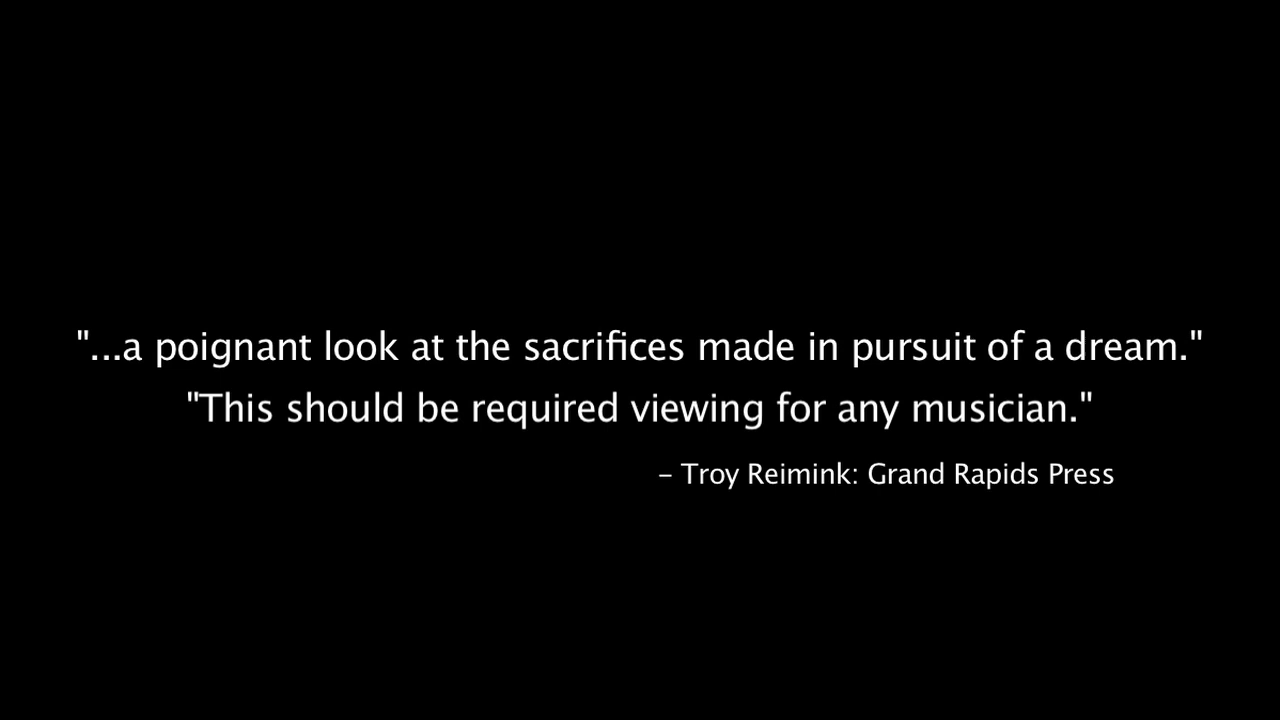 "...a poignant look at the sacrifices made in pursuit of a dream."
"This should be required viewing for any musician."
– Troy Reimink: Grand Rapids Press